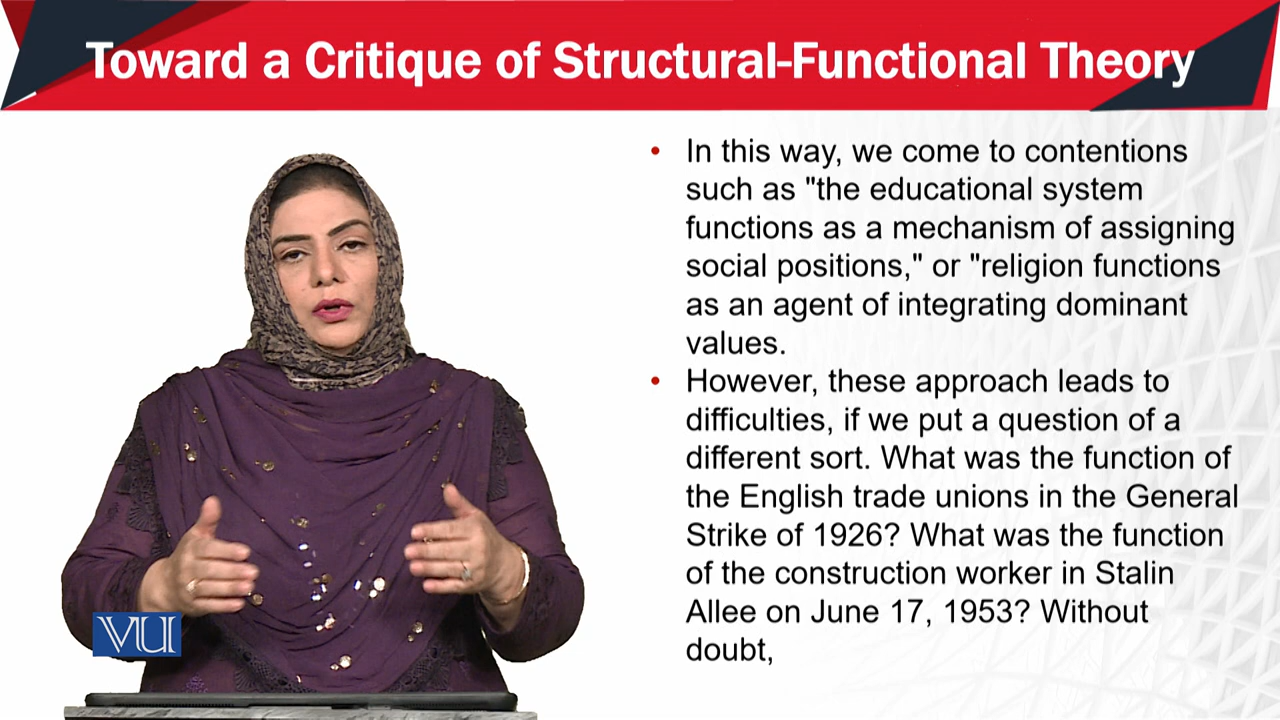 Toward a Critique of Structural-Functional Theory
• In this way, we come to contentions
such as "the educational system
functions as a mechanism of assigning
social positions," or "religion functions
as an agent of integrating dominant
values.
• However, these approach leads to
difficulties, if we put a question of a
different sort. What was the function of
the English trade unions in the General
Strike of 1926? What was the function
of the construction worker in Stalin
Allee on June 17, 1953? Without
doubt,
VU